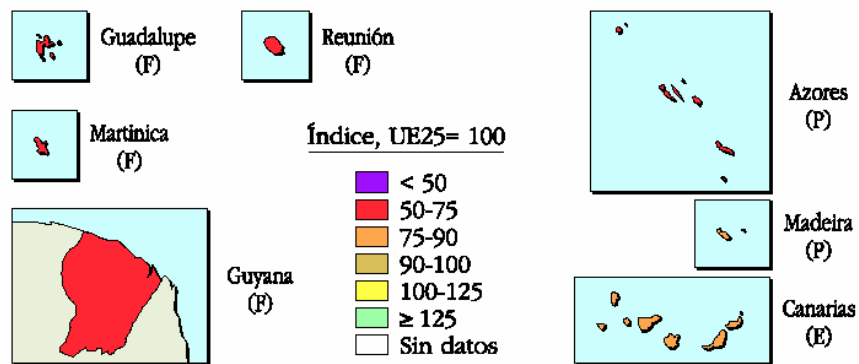 Guadalupe
(F)
Reunión
(F)
Martinica
(F)
Guyana
(F)
Índice, UE25= 100
< 50
50-75
75-90
90-100
100-125
≥ 125
Sin datos
Azores
(P)
Madeira
(P)
Canarias
(E)